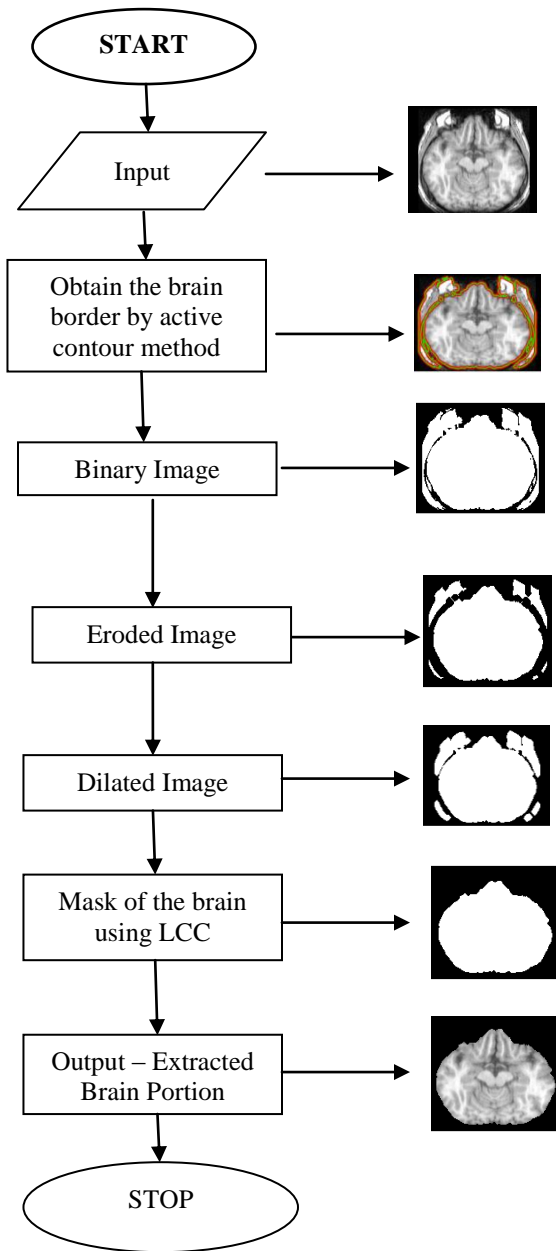 START
Input
Obtain the brain
border by active
contour method
Binary Image
Eroded Image
Dilated Image
Mask of the brain
using LCC
Output – Extracted
Brain Portion
STOP